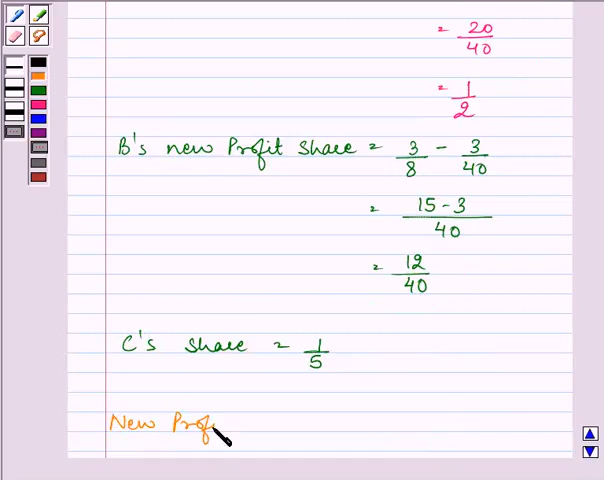 = 20/40
= 1/2
B's new Profit share = 3/8 - 3/40
= 15-3/40
= 12/40
C's share = 1/5
New Prof